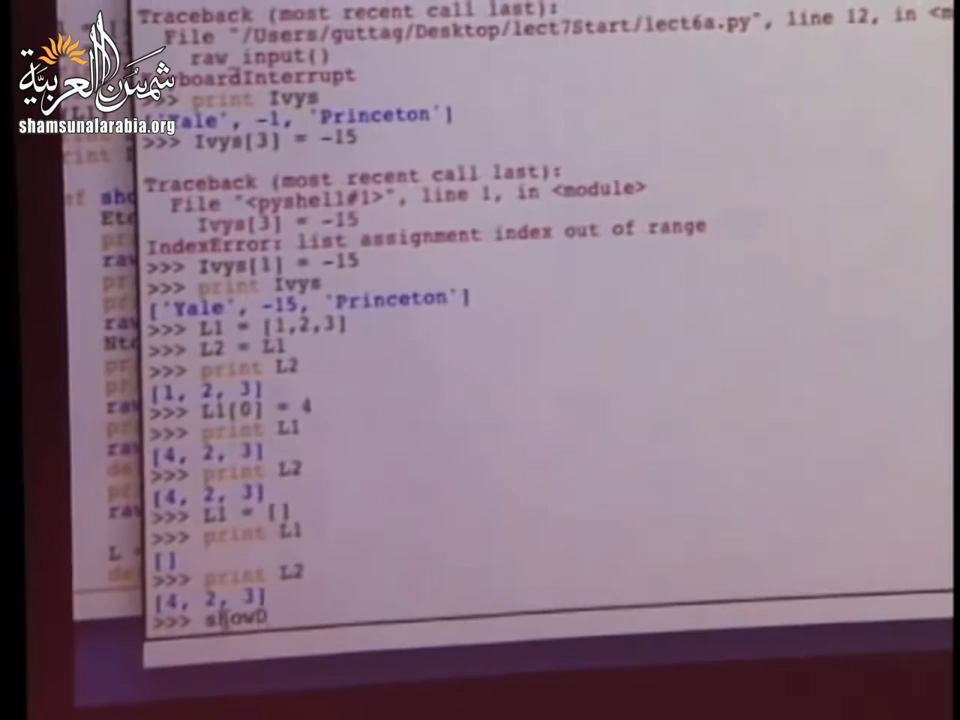 Traceback (most recent call last):
File "/Users/guttag/Desktop/lect7Start/lect6a.py", line 12, in
raw_input()
boardInterrupt
شمس العربية
shamsunalarabia.org
>> print Ivys
'Yale', -1, 'Princeton']
>>> Ivys[3] = -15
Traceback (most recent call last):
File "<pyshell#1>", line 1, in <module>
Ivys[3] = -15
IndexError: list assignment index out of range
>>> Ivys[1] = -15
>>> print Ivys
['Yale', -15, 'Princeton']
>>> L1 = [1,2,3]
>>> L2 = L1
>>> print L2
[1, 2, 3]
>>> L1[0] = 4
>>> print L1
[4, 2, 3]
>>> print L2
[4, 2, 3]
>>> L1 = []
>>> print L1
[]
>>> print L2
[4, 2, 3]
>>> showD